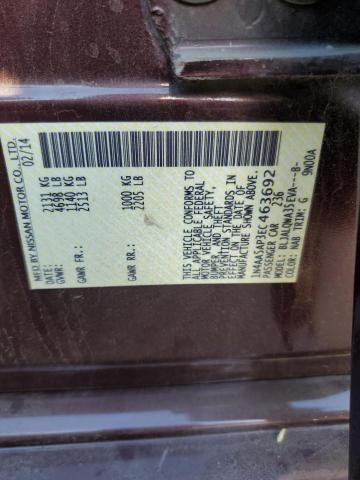 MFD BY NISSAN MOTOR CO., LTD.
02/14
GVWR: 2131 KG
4698 LB
GAWR FR: 1140 KG
2513 LB
GAWR RR: 1000 KG
2205 LB
THIS VEHICLE CONFORMS TO
ALL APPLICABLE FEDERAL
MOTOR VEHICLE SAFETY,
BUMPER, AND THEFT
PREVENTION STANDARDS IN
EFFECT ON THE DATE OF
MANUFACTURE SHOWN ABOVE.
1N4AA5AP3EC463692
PASSENGER CAR 236
MODEL: BLJALQWA35EVA--B-
COLOR: NAB TRIM: G 9N00A